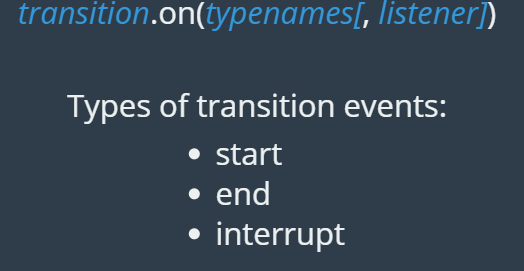 transition.on(typenames[, listener])
Types of transition events:
• start
• end
• interrupt